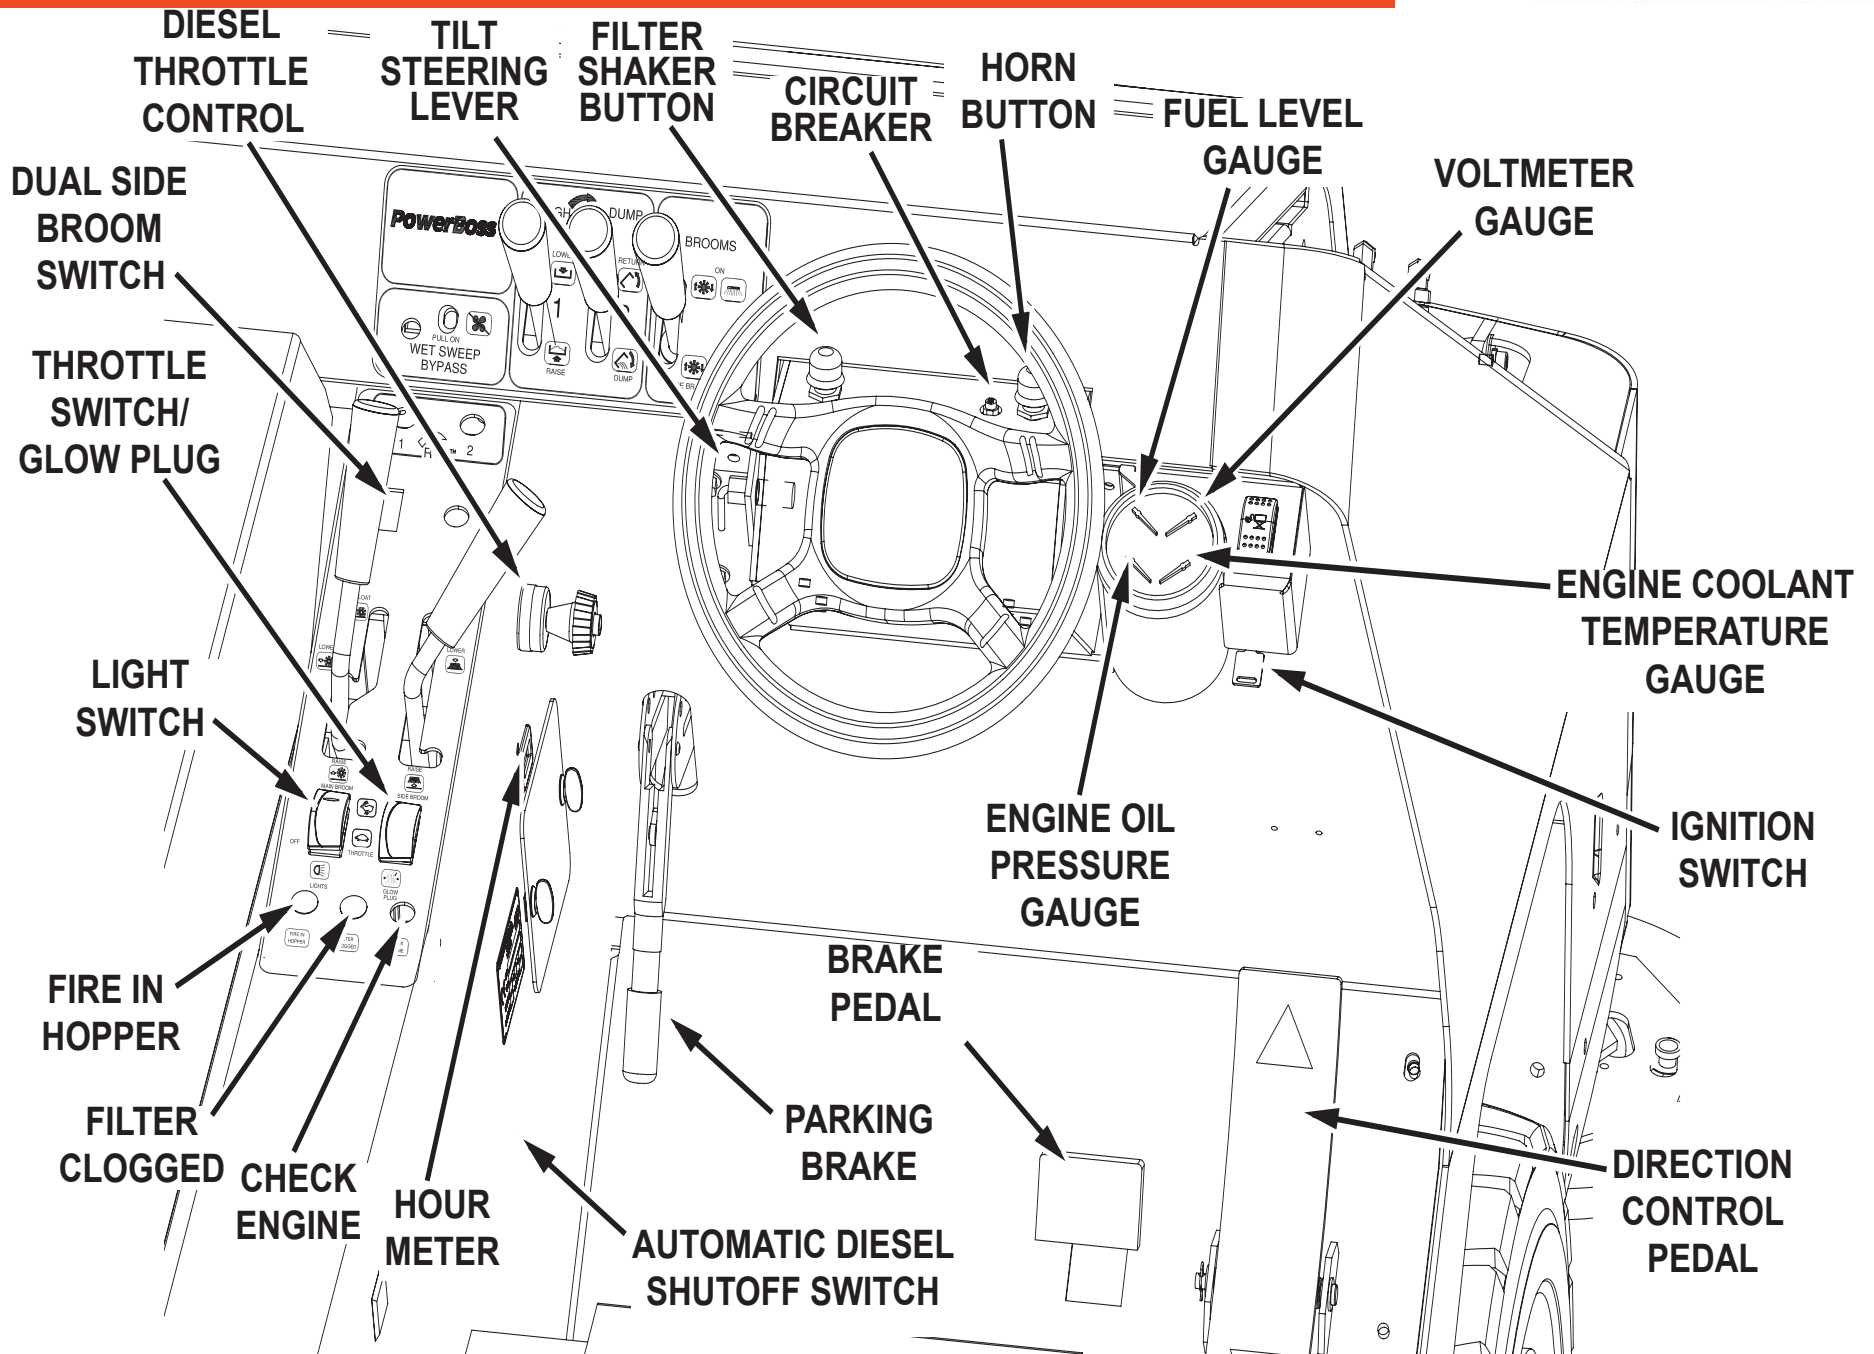 DIESEL
THROTTLE
CONTROL
TILT
STEERING
LEVER
FILTER
SHAKER
BUTTON
CIRCUIT
BREAKER
HORN
BUTTON
FUEL LEVEL
GAUGE
VOLTMETER
GAUGE
DUAL SIDE
BROOM
SWITCH
THROTTLE
SWITCH/
GLOW PLUG
LIGHT
SWITCH
PowerBoss
DUMP
BROOMS
ON
RETURN
1
PULL ON
WET SWEEP
BYPASS
RAISE
DUMP
1
2
LOWER
RAISE
MAIN BROOM
RAISE
SIDE BROOM
OFF
THROTTLE
LIGHTS
GLOW
PLUG
FIRE IN
HOPPER
ENGINE COOLANT
TEMPERATURE
GAUGE
ENGINE OIL
PRESSURE
GAUGE
IGNITION
SWITCH
FIRE IN
HOPPER
FILTER
CLOGGED
CHECK
ENGINE
HOUR
METER
AUTOMATIC DIESEL
SHUTOFF SWITCH
PARKING
BRAKE
BRAKE
PEDAL
DIRECTION
CONTROL
PEDAL